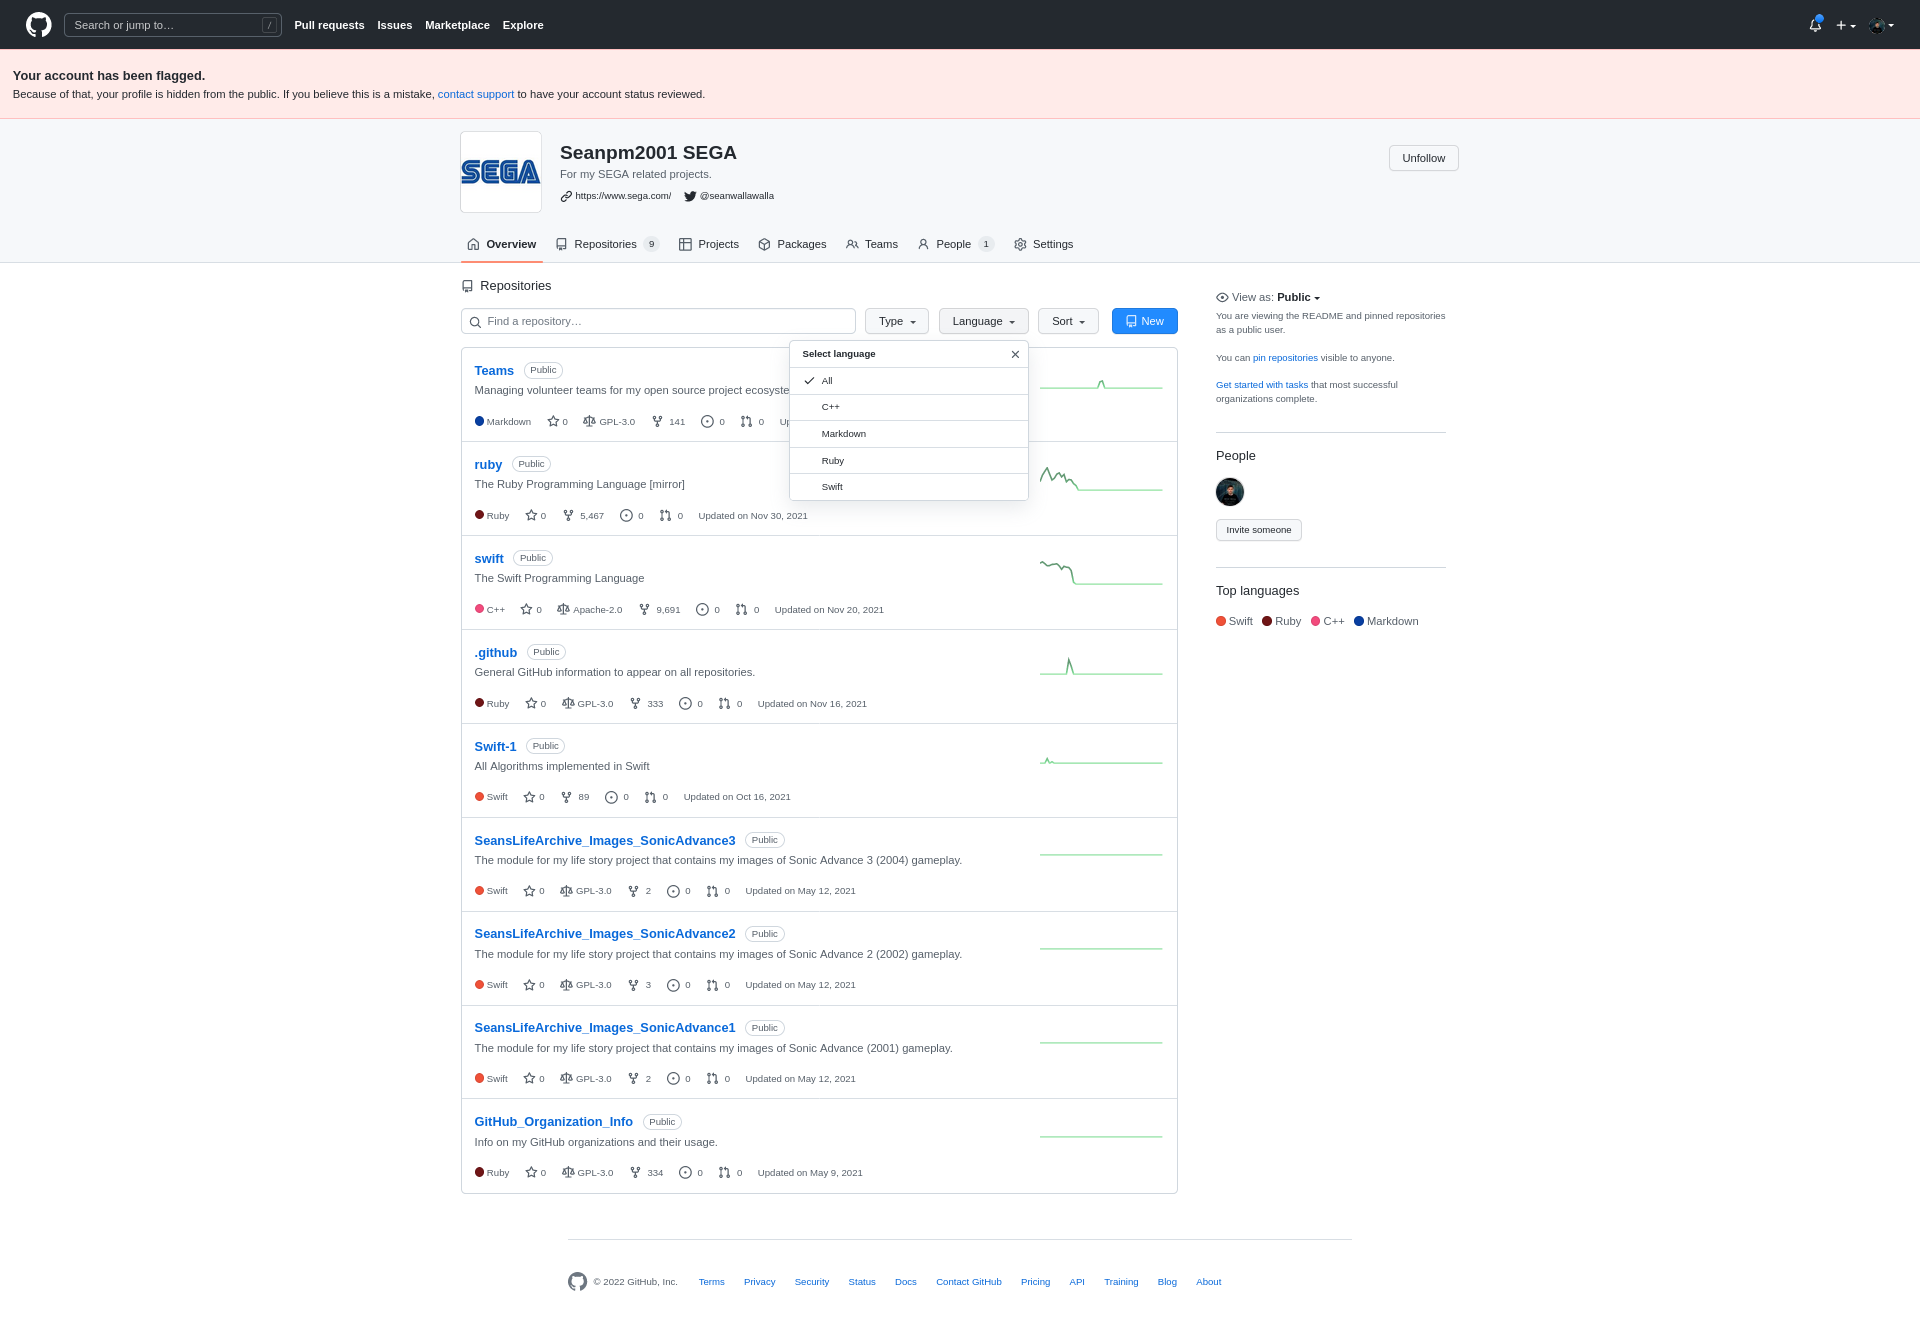 Search or jump to… /
Pull requests Issues Marketplace Explore
Your account has been flagged.
Because of that, your profile is hidden from the public. If you believe this is a mistake, contact support to have your account status reviewed.
SEGA
Seanpm2001 SEGA
For my SEGA related projects.
https://www.sega.com/ @seanwallawalla
Unfollow
Overview Repositories 9 Projects Packages Teams People 1 Settings
Repositories
Find a repository… Type Language Sort New
Select language
All
C++
Markdown
Ruby
Swift
Teams Public
Managing volunteer teams for my open source project ecosyste
Markdown 0 GPL-3.0 141 0 0
ruby Public
The Ruby Programming Language [mirror]
Ruby 0 5,467 0 0 Updated on Nov 30, 2021
swift Public
The Swift Programming Language
C++ 0 Apache-2.0 9,691 0 0 Updated on Nov 20, 2021
.github Public
General GitHub information to appear on all repositories.
Ruby 0 GPL-3.0 333 0 0 Updated on Nov 16, 2021
Swift-1 Public
All Algorithms implemented in Swift
Swift 0 89 0 0 Updated on Oct 16, 2021
SeansLifeArchive_Images_SonicAdvance3 Public
The module for my life story project that contains my images of Sonic Advance 3 (2004) gameplay.
Swift 0 GPL-3.0 2 0 0 Updated on May 12, 2021
SeansLifeArchive_Images_SonicAdvance2 Public
The module for my life story project that contains my images of Sonic Advance 2 (2002) gameplay.
Swift 0 GPL-3.0 3 0 0 Updated on May 12, 2021
SeansLifeArchive_Images_SonicAdvance1 Public
The module for my life story project that contains my images of Sonic Advance (2001) gameplay.
Swift 0 GPL-3.0 2 0 0 Updated on May 12, 2021
GitHub_Organization_Info Public
Info on my GitHub organizations and their usage.
Ruby 0 GPL-3.0 334 0 0 Updated on May 9, 2021
View as: Public
You are viewing the README and pinned repositories
as a public user.
You can pin repositories visible to anyone.
Get started with tasks that most successful
organizations complete.
People
Invite someone
Top languages
Swift Ruby C++ Markdown
© 2022 GitHub, Inc. Terms Privacy Security Status Docs Contact GitHub Pricing API Training Blog About